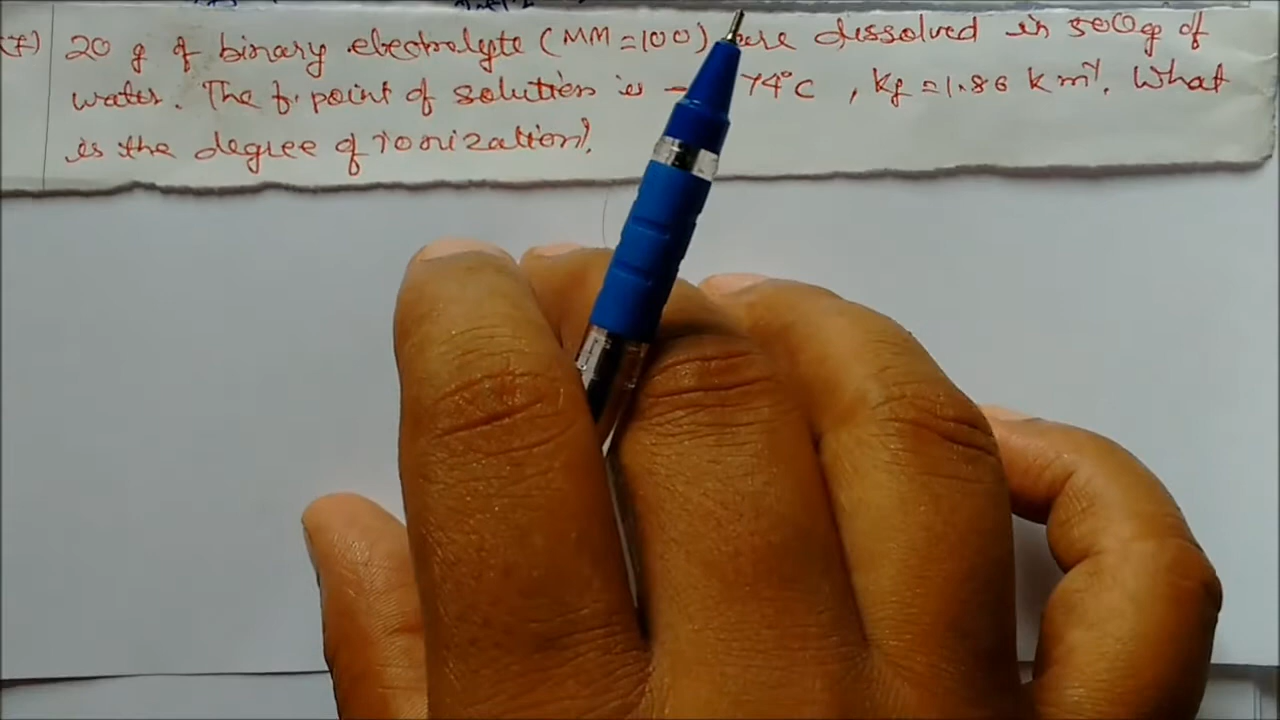 (7) 20 g of binary electrolyte (MM=100) are dissolved in 500g of
water. The f. point of solution is - 74°C , Kf =1.86 K m⁻¹. What
is the degree of ionization?